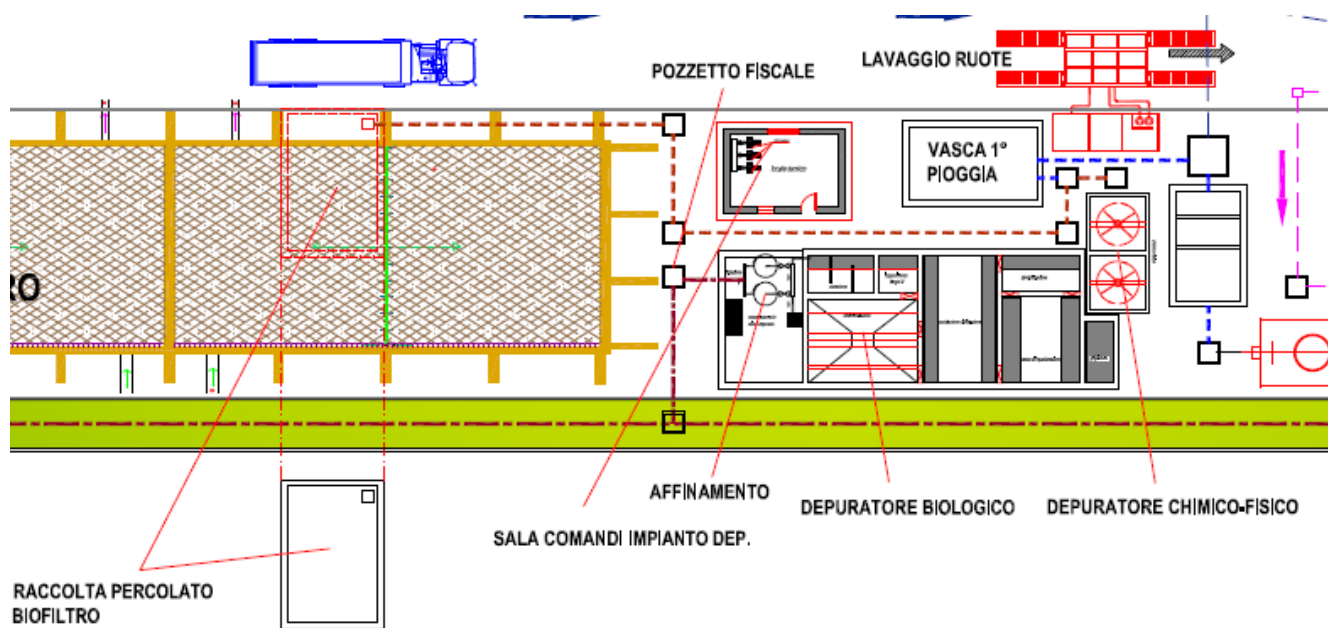 LAVAGGIO RUOTE
POZZETTO FISCALE
VASCA 1°
PIOGGIA
RO
AFFINAMENTO
DEPURATORE BIOLOGICO
DEPURATORE CHIMICO-FISICO
SALA COMANDI IMPIANTO DEP.
RACCOLTA PERCOLATO
BIOFILTRO